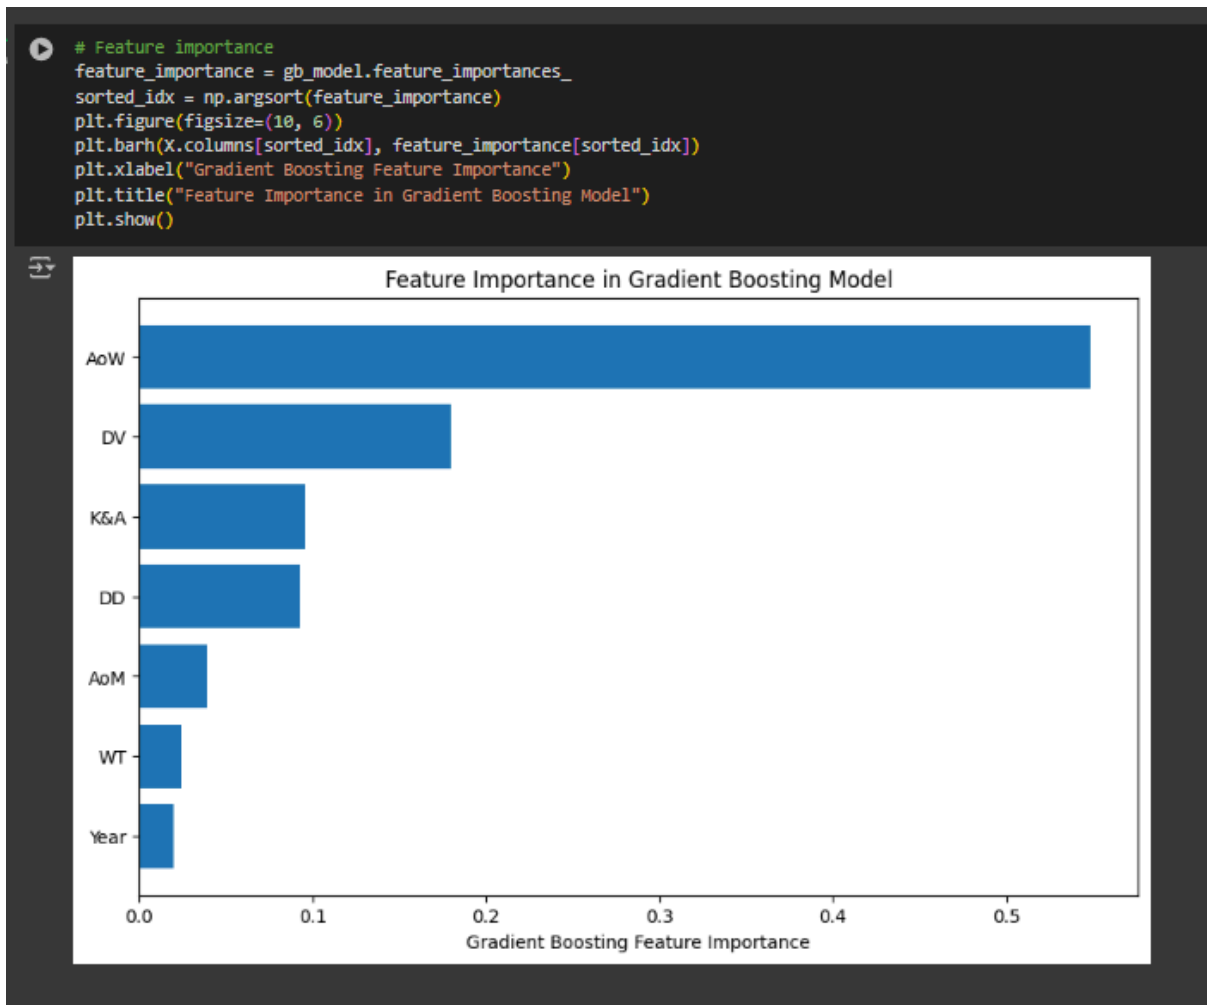 # Feature importance
feature_importance = gb_model.feature_importances_
sorted_idx = np.argsort(feature_importance)
plt.figure(figsize=(10, 6))
plt.barh(X.columns[sorted_idx], feature_importance[sorted_idx])
plt.xlabel("Gradient Boosting Feature Importance")
plt.title("Feature Importance in Gradient Boosting Model")
plt.show()
Feature Importance in Gradient Boosting Model
AoW
DV
K&A
DD
AoM
WT
Year
0.0 0.1 0.2 0.3 0.4 0.5
Gradient Boosting Feature Importance